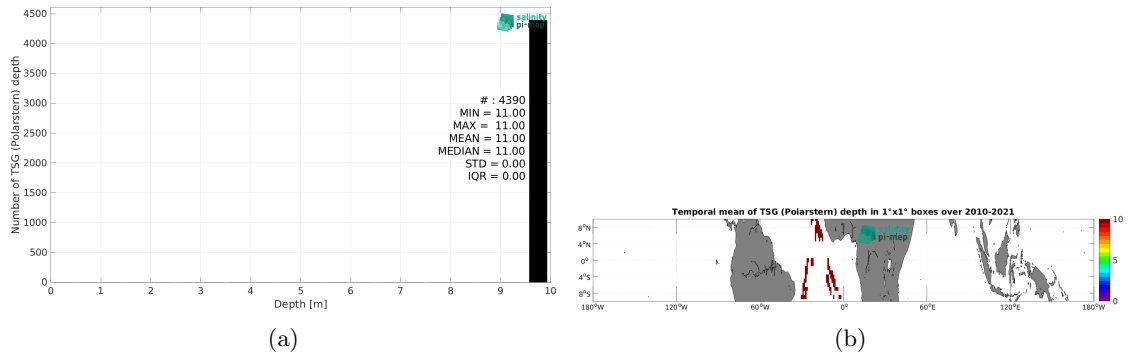 4500
4000
3500
3000
2500
2000
1500
1000
500
0
Number of TSG (Polarstern) depth
salinity
pi-mep
# : 4390
MIN = 11.00
MAX = 11.00
MEAN = 11.00
MEDIAN = 11.00
STD = 0.00
IQR = 0.00
0 1 2 3 4 5 6 7 8 9 10
Depth [m]
(a)
Temporal mean of TSG (Polarstern) depth in 1°x1° boxes over 2010-2021
8°N
4°N
0°
4°S
8°S
salinity
pi-mep
180°W 120°W 60°W 0° 60°E 120°E 180°W
10
5
0
(b)